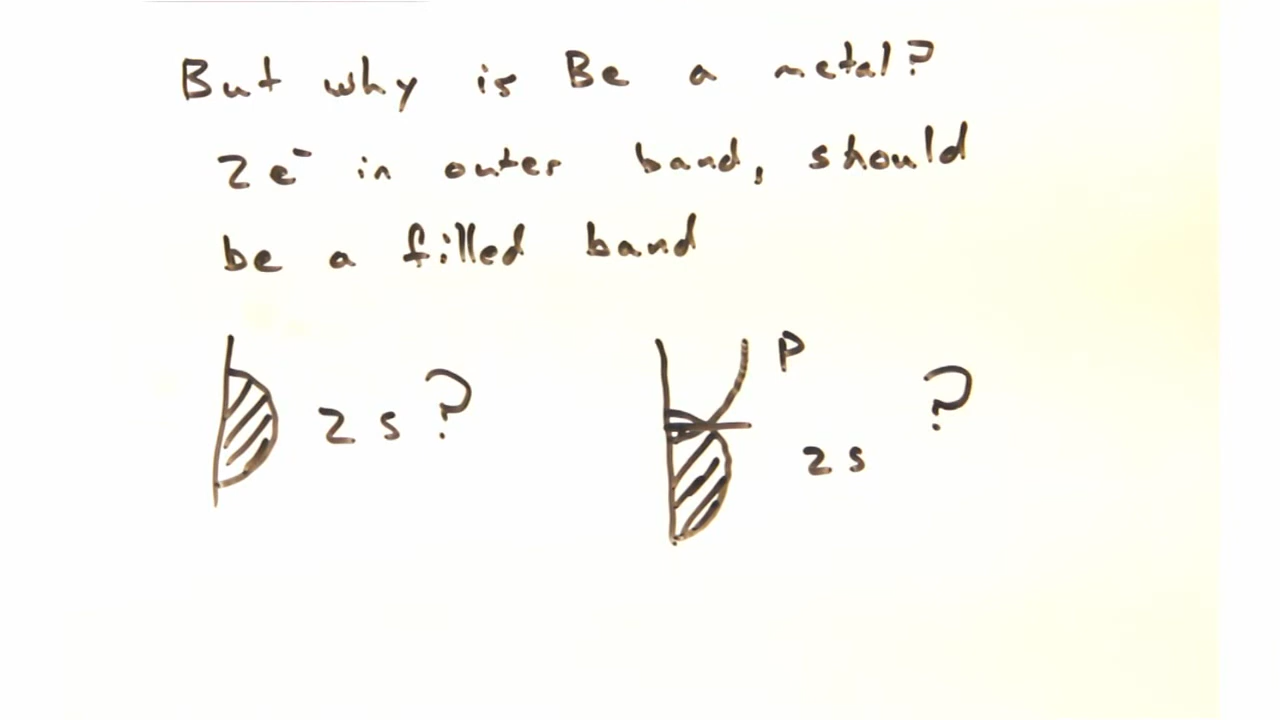 But why is Be a metal?
2e⁻ in outer band, should
be a filled band
2s?
p
2s ?